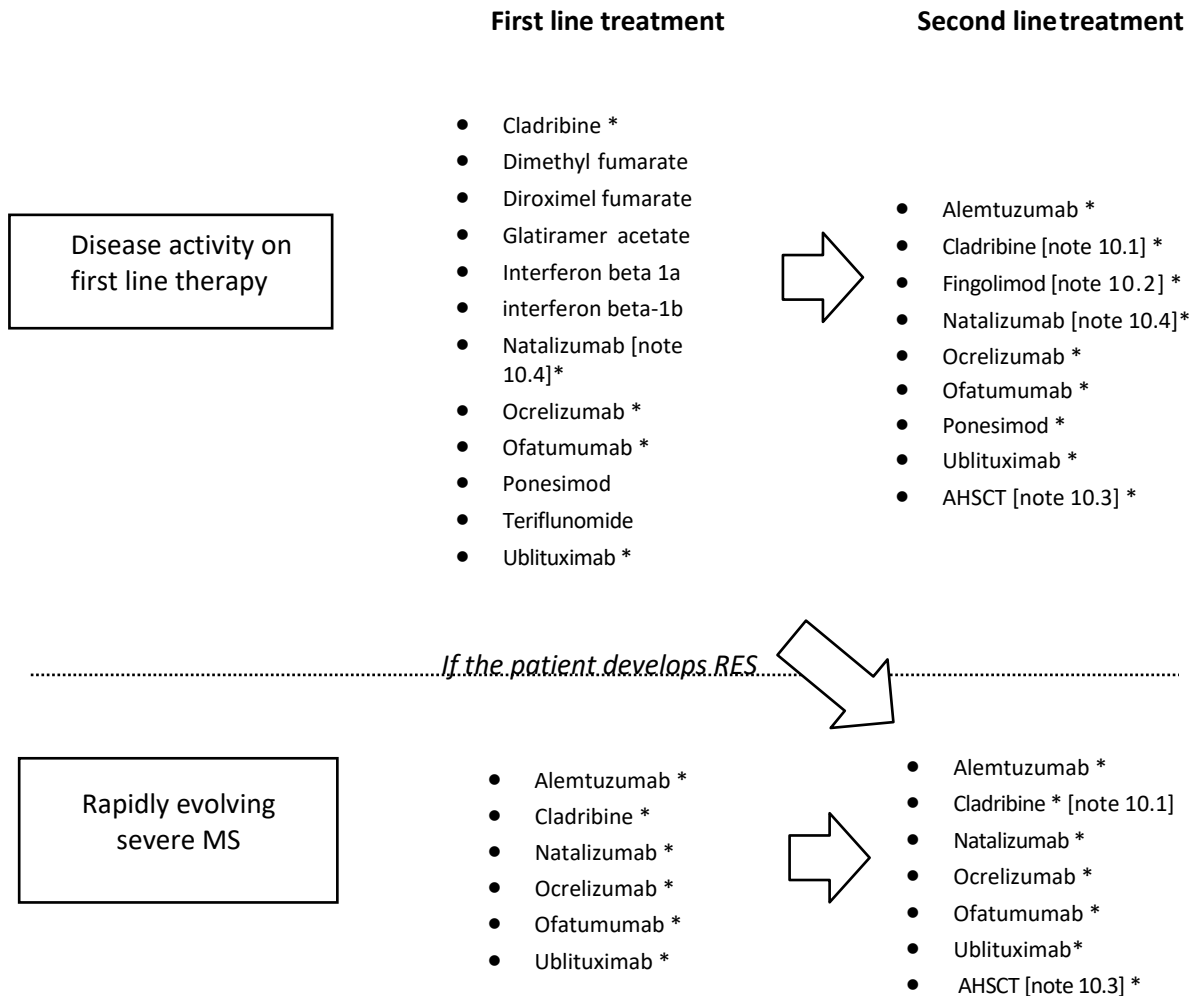 First line treatment
Second linetreatment
Disease activity on
first line therapy
● Cladribine *
● Dimethyl fumarate
● Diroximel fumarate
● Glatiramer acetate
● Interferon beta 1a
● interferon beta-1b
● Natalizumab [note
10.4]*
● Ocrelizumab *
● Ofatumumab *
● Ponesimod
● Teriflunomide
● Ublituximab *
● Alemtuzumab *
● Cladribine [note 10.1] *
● Fingolimod [note 10.2] *
● Natalizumab [note 10.4]*
● Ocrelizumab *
● Ofatumumab *
● Ponesimod *
● Ublituximab *
● AHSCT [note 10.3] *
If the patient develops RES
Rapidly evolving
severe MS
● Alemtuzumab *
● Cladribine *
● Natalizumab *
● Ocrelizumab *
● Ofatumumab *
● Ublituximab *
● Alemtuzumab *
● Cladribine * [note 10.1]
● Natalizumab *
● Ocrelizumab *
● Ofatumumab *
● Ublituximab*
● AHSCT [note 10.3] *